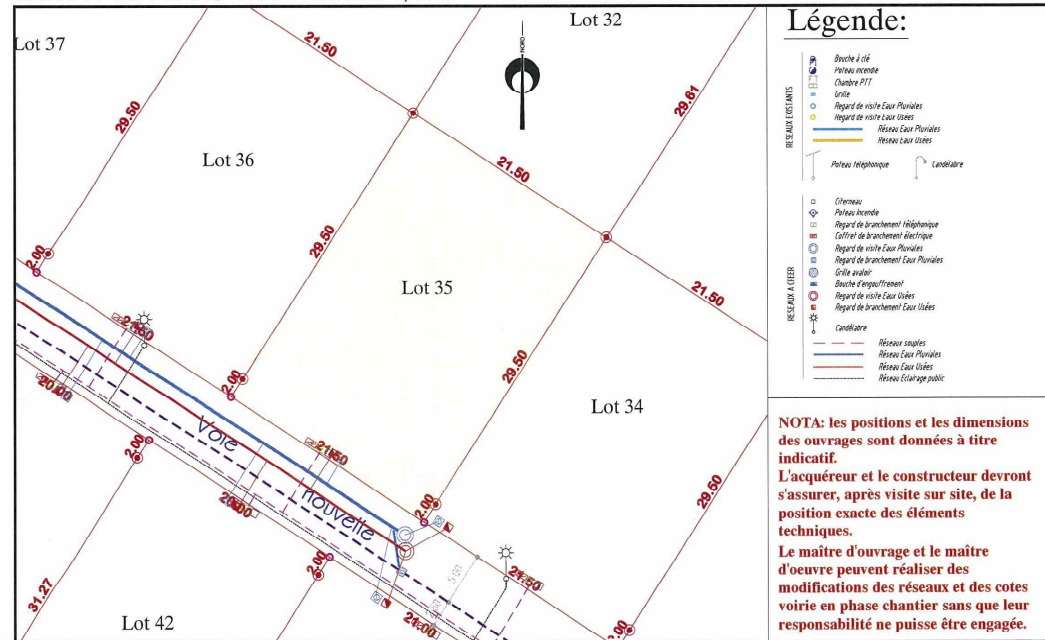 Lot 37
21.50
Lot 32
NORD
29.50
29.61
Lot 36
21.50
29.50
Lot 35
21.50
2.00
29.50
21.50
2.00
Lot 34
20.00
Voie
21.50
2.00
nouvelle
2.00
29.50
2.00
5.00
21.50
31.27
21.00
Lot 42
2.00
Légende:
RESEAUX EXISTANTS
Bouche à clé
Poteau incendie
Chambre PTT
Grille
Regard de visite Eaux Pluviales
Regard de visite Eaux Usées
Réseau Eaux Pluviales
Réseau Eaux Usées
Poteau téléphonique
Candélabre
RESEAUX A CREER
Citerneau
Poteau Incendie
Regard de branchement téléphonique
Coffret de branchement électrique
Regard de visite Eaux Pluviales
Regard de branchement Eaux Pluviales
Grille avaloir
Bouche d'engouffrement
Regard de visite Eaux Usées
Regard de branchement Eaux Usées
Candélabre
Réseaux souples
Réseau Eaux Pluviales
Réseau Eaux Usées
Réseau Eclairage public
NOTA: les positions et les dimensions
des ouvrages sont données à titre
indicatif.
L'acquéreur et le constructeur devront
s'assurer, après visite sur site, de la
position exacte des éléments
techniques.
Le maître d'ouvrage et le maître
d'oeuvre peuvent réaliser des
modifications des réseaux et des cotes
voirie en phase chantier sans que leur
responsabilité ne puisse être engagée.